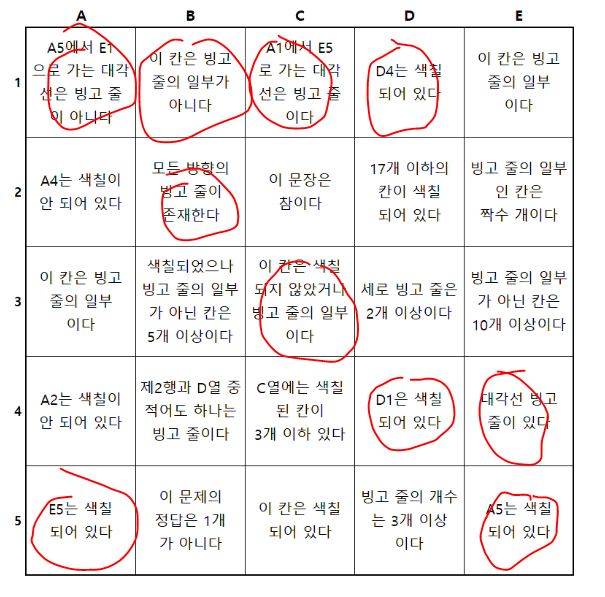 A B C D E
1
A5에서 E1
으로 가는 대각
선은 빙고 줄
이 아니다
이 칸은 빙고
줄의 일부가
아니다
A1에서 E5
로 가는 대각
선은 빙고 줄
이다
D4는 색칠
되어 있다
이 칸은 빙고
줄의 일부
이다
2
A4는 색칠이
안 되어 있다
모든 방향의
빙고 줄이
존재한다
이 문장은
참이다
17개 이하의
칸이 색칠
되어 있다
빙고 줄의 일부
인 칸은
짝수 개이다
3
이 칸은 빙고
줄의 일부
이다
색칠되었으나
빙고 줄의 일부
가 아닌 칸은
5개 이상이다
이 칸은 색칠
되지 않았거나
빙고 줄의 일부
이다
세로 빙고 줄은
2개 이상이다
빙고 줄의 일부
가 아닌 칸은
10개 이상이다
4
A2는 색칠이
안 되어 있다
제2행과 D열 중
적어도 하나는
빙고 줄이다
C열에는 색칠
된 칸이
3개 이하 있다
D1은 색칠
되어 있다
대각선 빙고
줄이 있다
5
E5는 색칠
되어 있다
이 문제의
정답은 1개
가 아니다
이 칸은 색칠
되어 있다
빙고 줄의 개수
는 3개 이상
이다
A5는 색칠
되어 있다